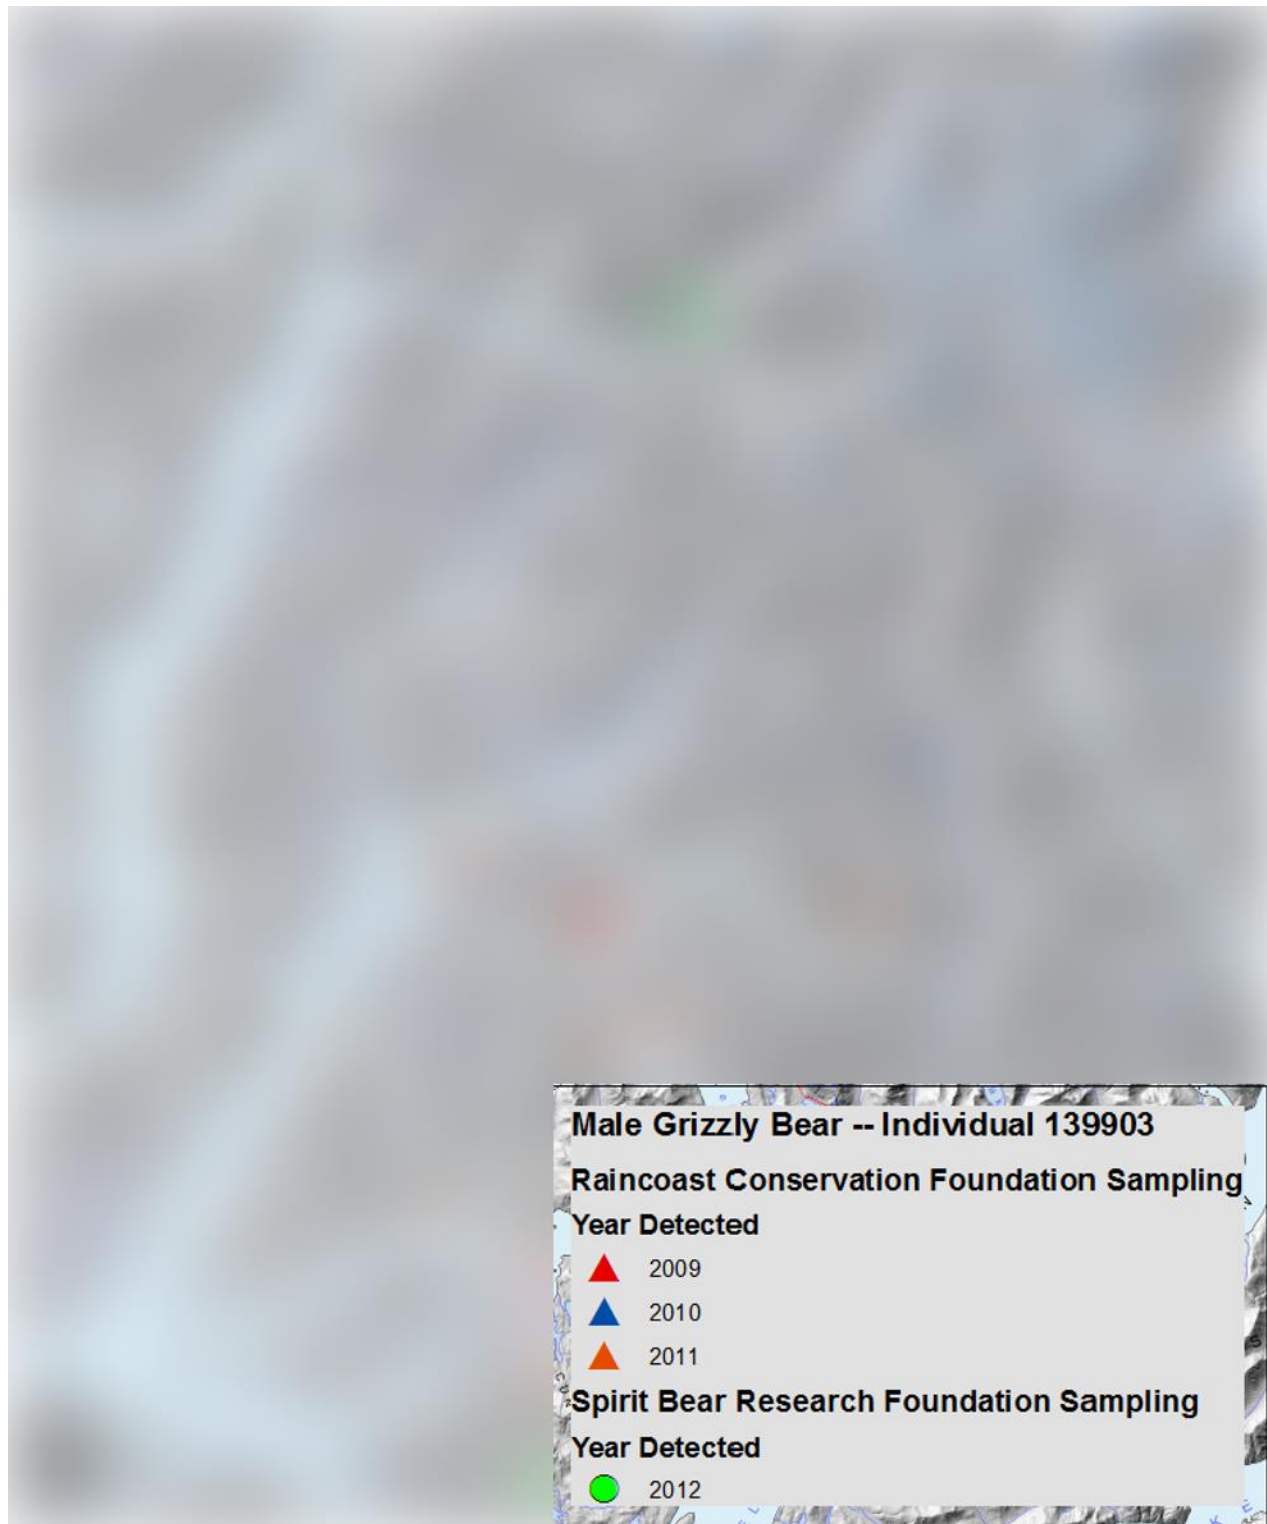 Male Grizzly Bear -- Individual 139903
Raincoast Conservation Foundation Sampling
Year Detected
2009
2010
2011
Spirit Bear Research Foundation Sampling
Year Detected
2012